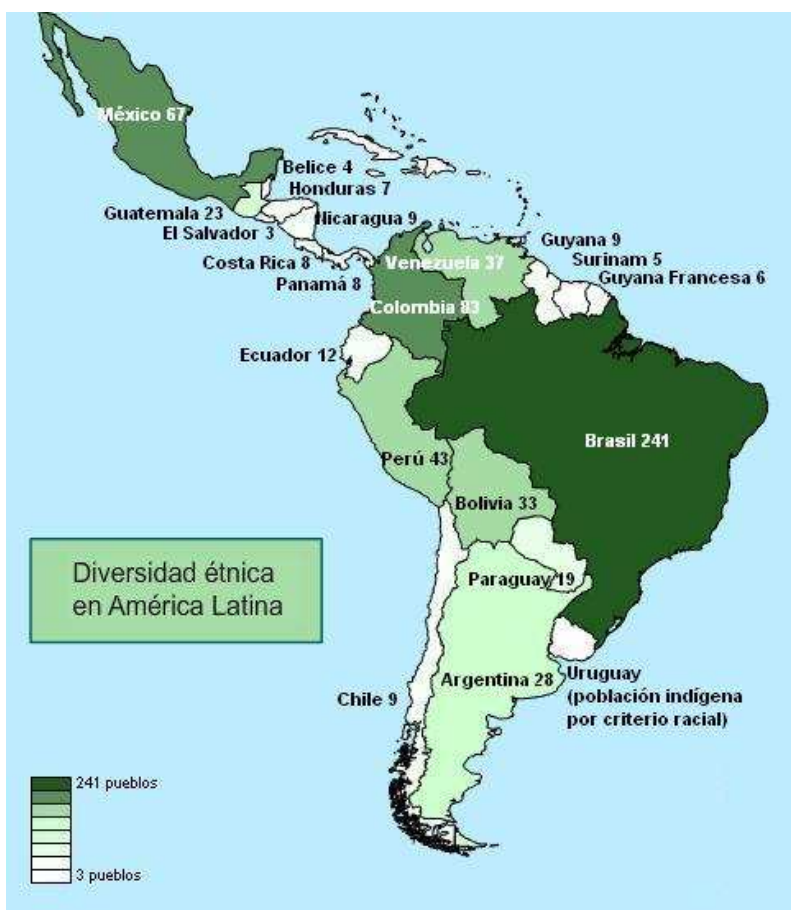 México 67
Belice 4
Honduras 7
Guatemala 23
Nicaragua 9
El Salvador 3
Costa Rica 8
Panamá 8
Venezuela 37
Guyana 9
Surinam 5
Guyana Francesa 6
Colombia 83
Ecuador 12
Brasil 241
Perú 43
Bolivia 33
Diversidad étnica
en América Latina
Paraguay 19
Chile 9
Argentina 28
Uruguay
(población indígena
por criterio racial)
241 pueblos
3 pueblos